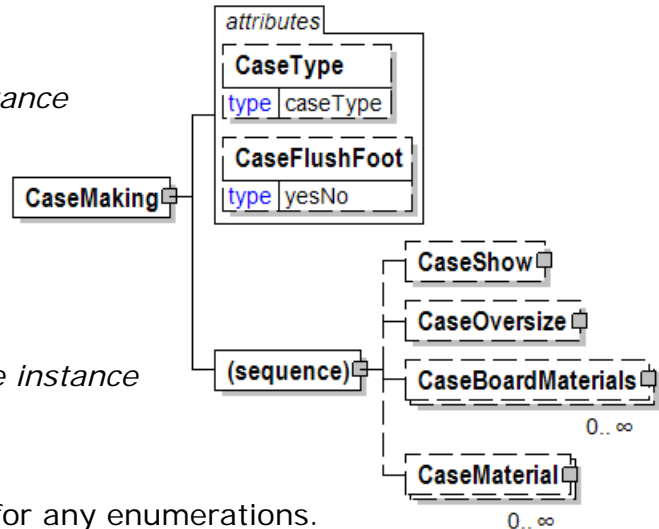 attributes
CaseType
tance
type caseType
CaseFlushFoot
CaseMaking
type yesNo
CaseShow
CaseOversize
e instance
(sequence)
CaseBoardMaterials
0.. ∞
CaseMaterial
for any enumerations.
0.. ∞